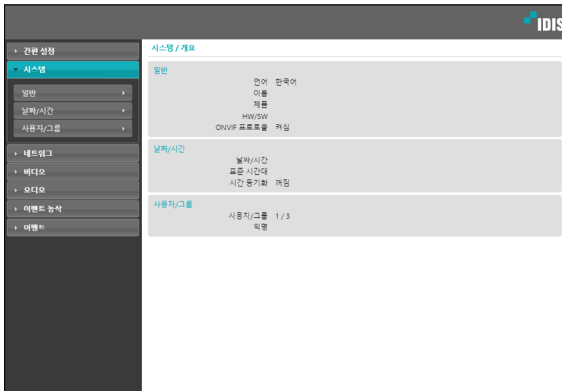 IDIS
간편 설정
시스템
일반
날짜/시간
사용자/그룹
네트워크
비디오
오디오
이벤트 동작
이벤트
시스템 / 개요
일반
언어 한국어
이름
제품
HW/SW
ONVIF 프로토콜 켜짐
날짜/시간
날짜/시간
표준 시간대
시간 동기화 꺼짐
사용자/그룹
사용자/그룹 1 / 3
익명